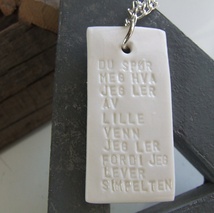 DU SPØR
MEG HVA
JEG LER
AV
LILLE
VENN
JEG LER
FORDI JEG
LEVER
SIMPELTEN